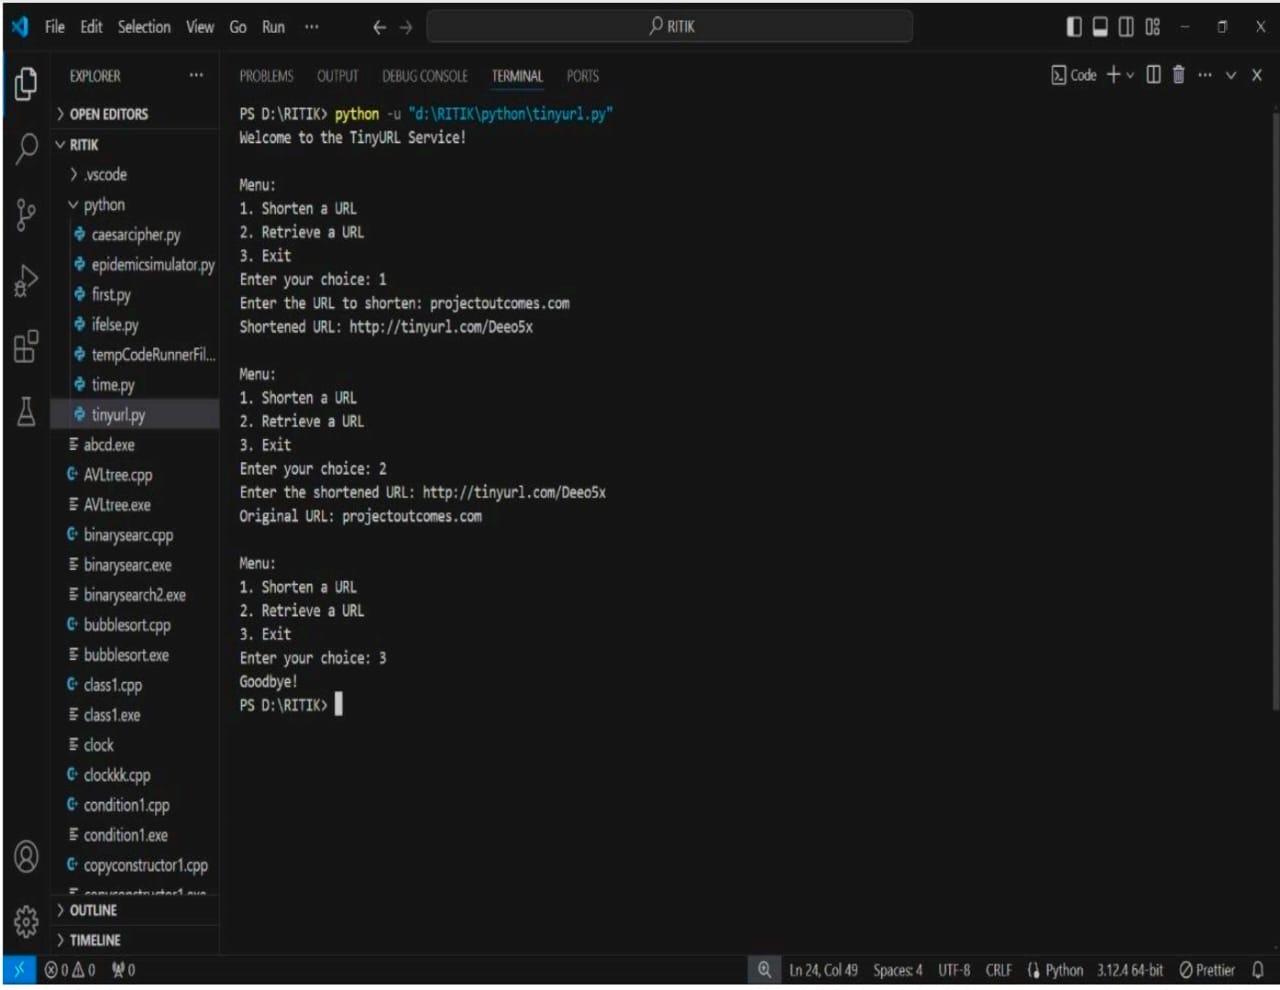 File Edit Selection View Go Run ··· RITIK
EXPLORER ···
OPEN EDITORS
RITIK
.vscode
python
caesarcipher.py
epidemicsimulator.py
first.py
ifelse.py
tempCodeRunnerFil...
time.py
tinyurl.py
abcd.exe
AVLtree.cpp
AVLtree.exe
binarysearc.cpp
binarysearc.exe
binarysearch2.exe
bubblesort.cpp
bubblesort.exe
class1.cpp
class1.exe
clock
clockkk.cpp
condition1.cpp
condition1.exe
copyconstructor1.cpp
copyconstructor1.exe
OUTLINE
TIMELINE
PROBLEMS OUTPUT DEBUG CONSOLE TERMINAL PORTS Code
PS D:\RITIK> python -u "d:\RITIK\python\tinyurl.py"
Welcome to the TinyURL Service!
Menu:
1. Shorten a URL
2. Retrieve a URL
3. Exit
Enter your choice: 1
Enter the URL to shorten: projectoutcomes.com
Shortened URL: http://tinyurl.com/Deeo5x
Menu:
1. Shorten a URL
2. Retrieve a URL
3. Exit
Enter your choice: 2
Enter the shortened URL: http://tinyurl.com/Deeo5x
Original URL: projectoutcomes.com
Menu:
1. Shorten a URL
2. Retrieve a URL
3. Exit
Enter your choice: 3
Goodbye!
PS D:\RITIK>
0 0 0 Ln 24, Col 49 Spaces: 4 UTF-8 CRLF Python 3.12.4 64-bit Prettier